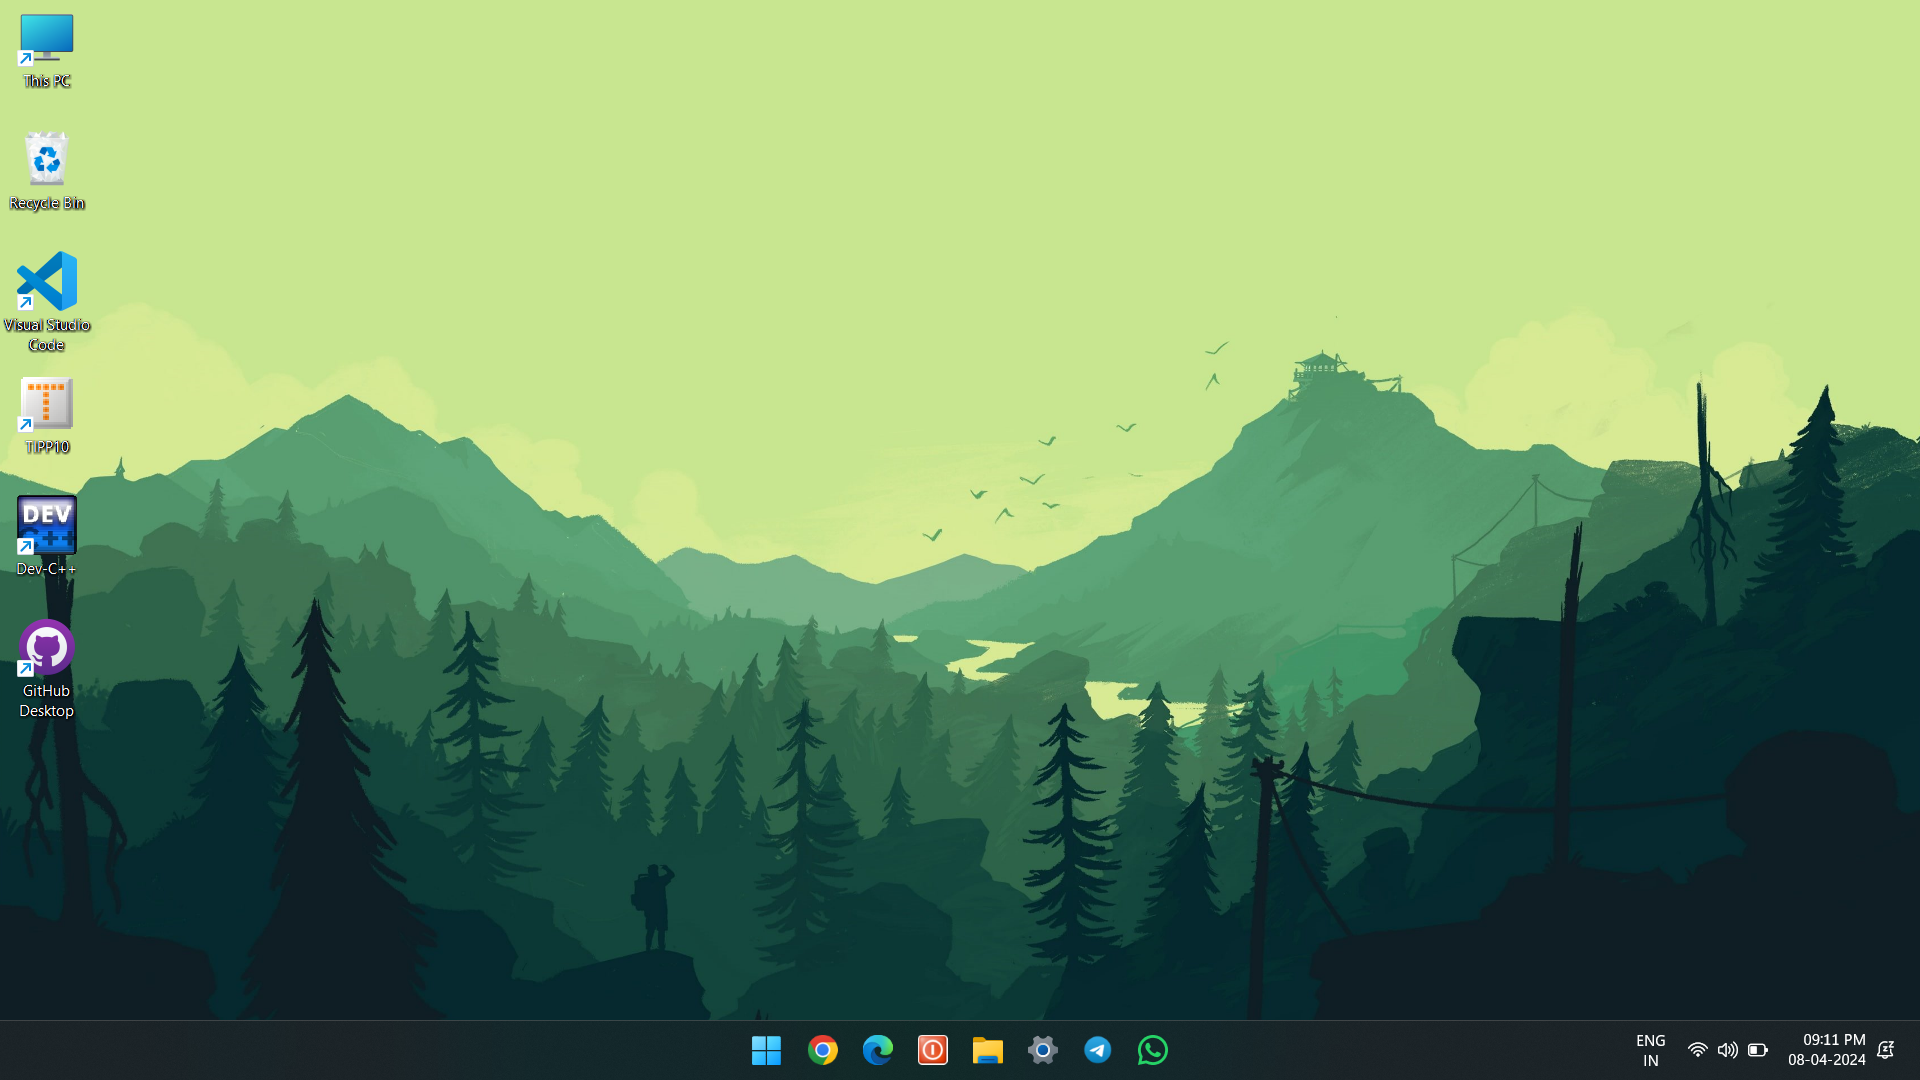 This PC
Recycle Bin
Visual Studio
Code
TIPP10
DEV
C++
Dev-C++
GitHub
Desktop
ENG
IN
09:11 PM
08-04-2024